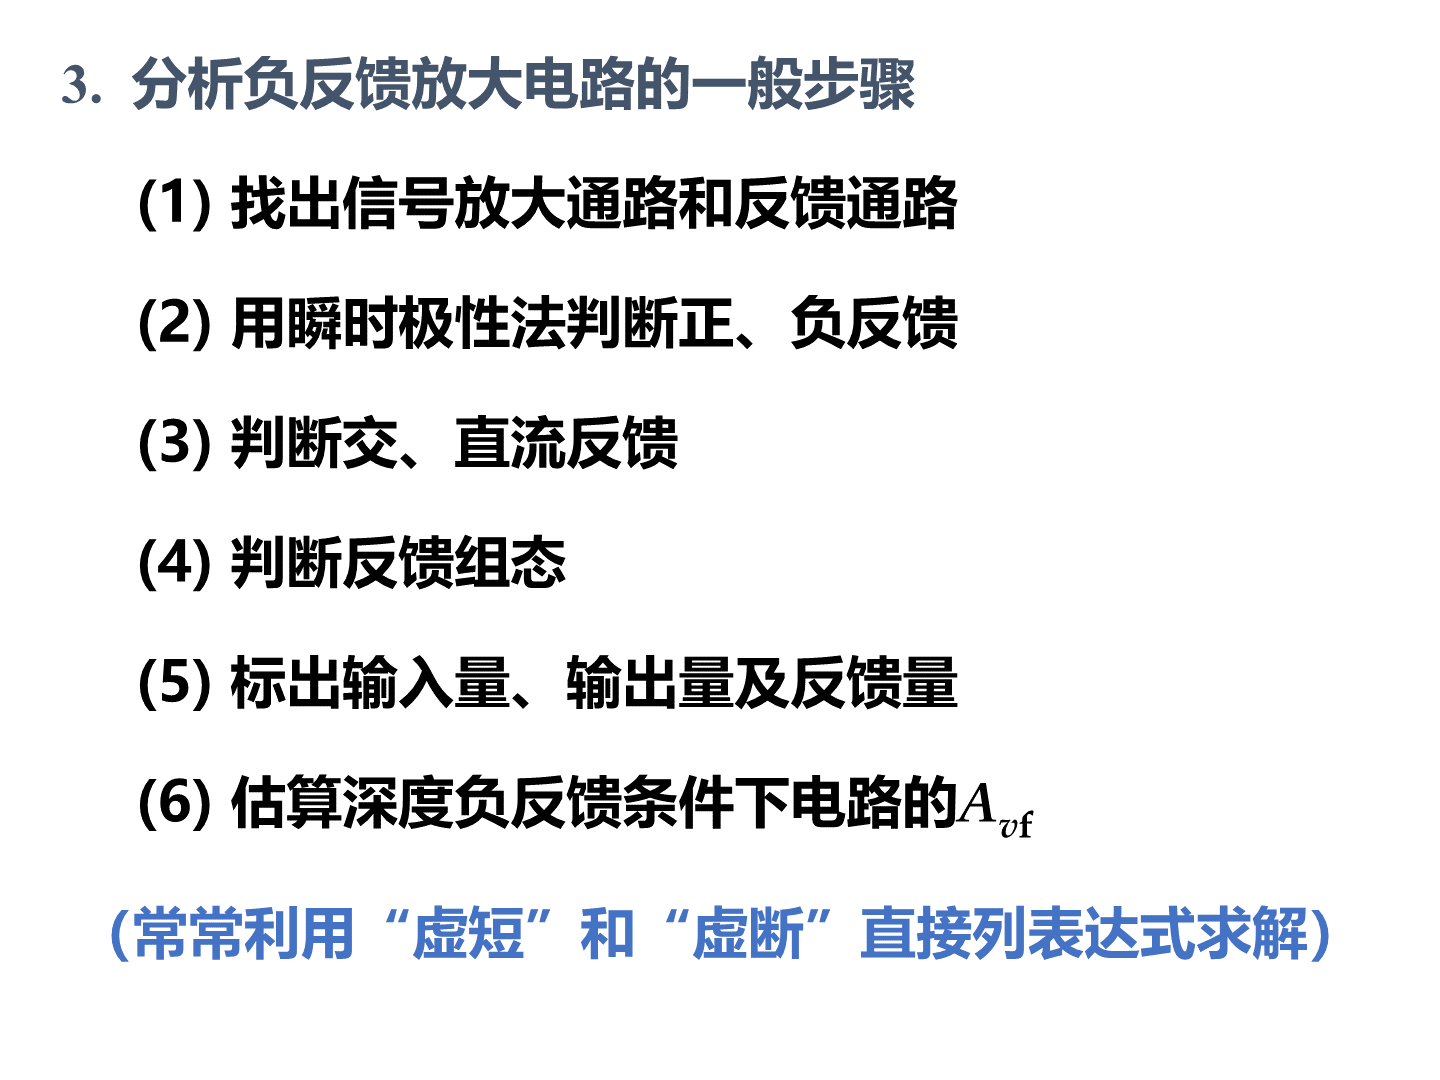 3. 分析负反馈放大电路的一般步骤
(1) 找出信号放大通路和反馈通路
(2) 用瞬时极性法判断正、负反馈
(3) 判断交、直流反馈
(4) 判断反馈组态
(5) 标出输入量、输出量及反馈量
(6) 估算深度负反馈条件下电路的Avf
(常常利用“虚短”和“虚断”直接列表达式求解)